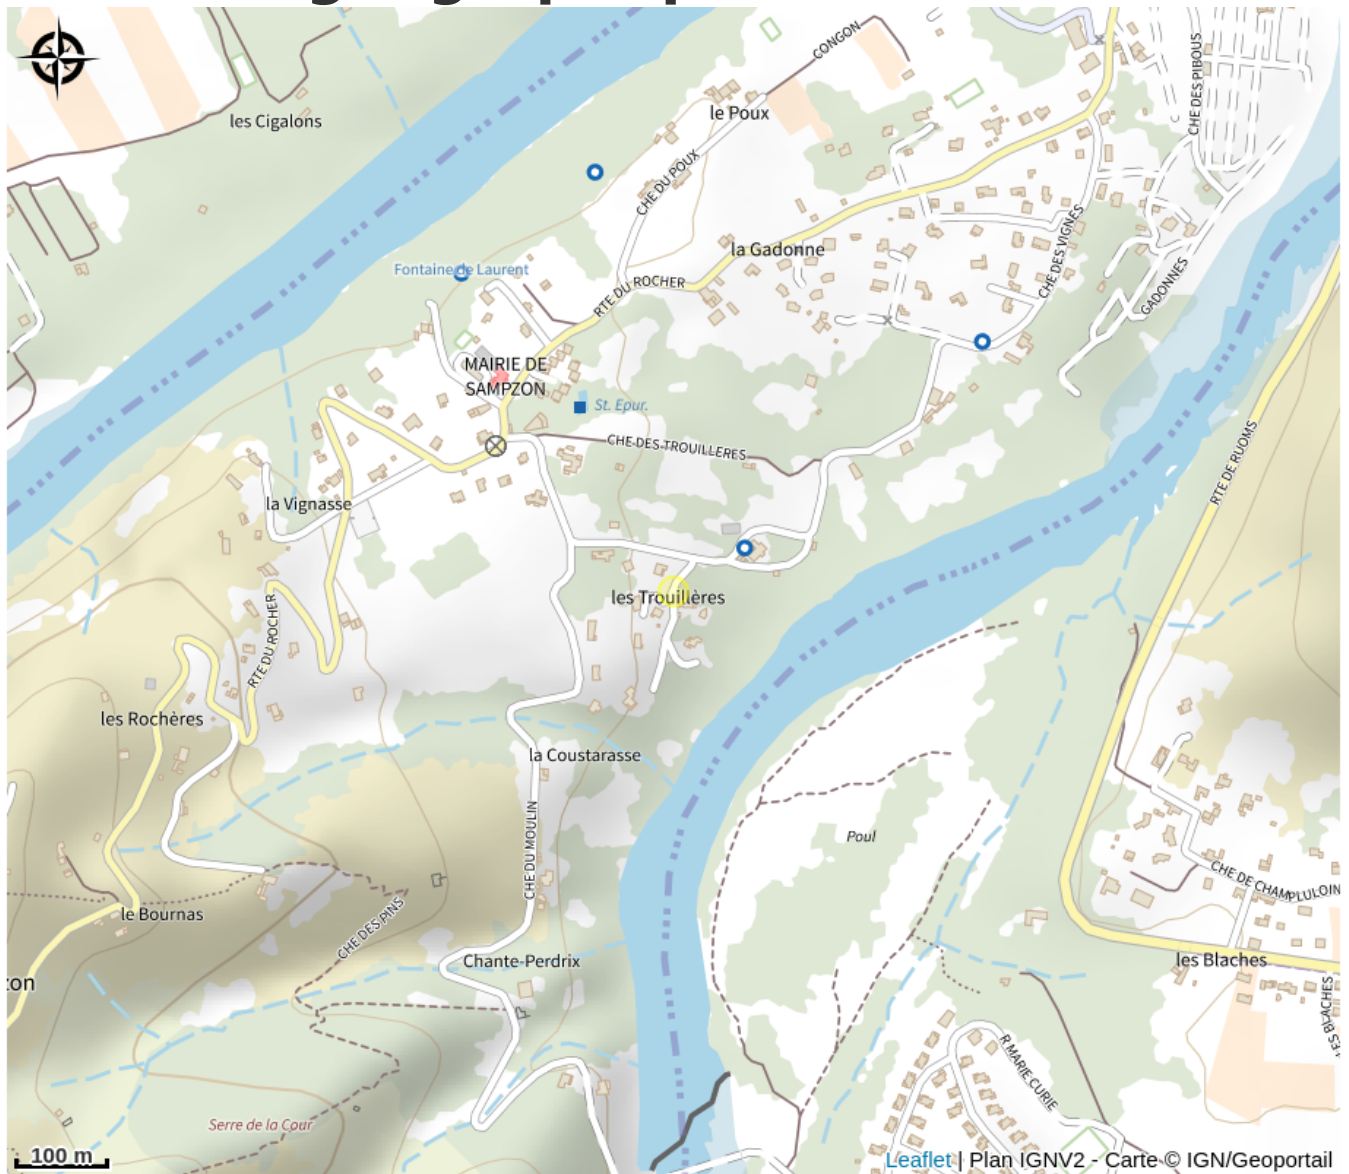 CONGON
CHE DES PIBOUS
les Cigalons
le Poux
CHE DU POUX
la Gadonne
CHE DES VIGNES
Fontaine de Laurent
RTE DU ROCHER
GADONNES
MAIRIE DE
SAMPZON
St. Epur.
CHE DES TROUILLERES
RTE DE RUOMS
la Vignasse
les Trouillères
RTE DU ROCHER
les Rochères
la Coustarasse
CHE DU MOULIN
Poul
CHE DE CHAMPLULOIN
le Bournas
CHE DES PINS
Chante-Perdrix
les Blaches
zon
LES BLACHES
R MARIE CURIE
Serre de la Cour
100 m
Leaflet | Plan IGNV2 - Carte © IGN/Geoportail